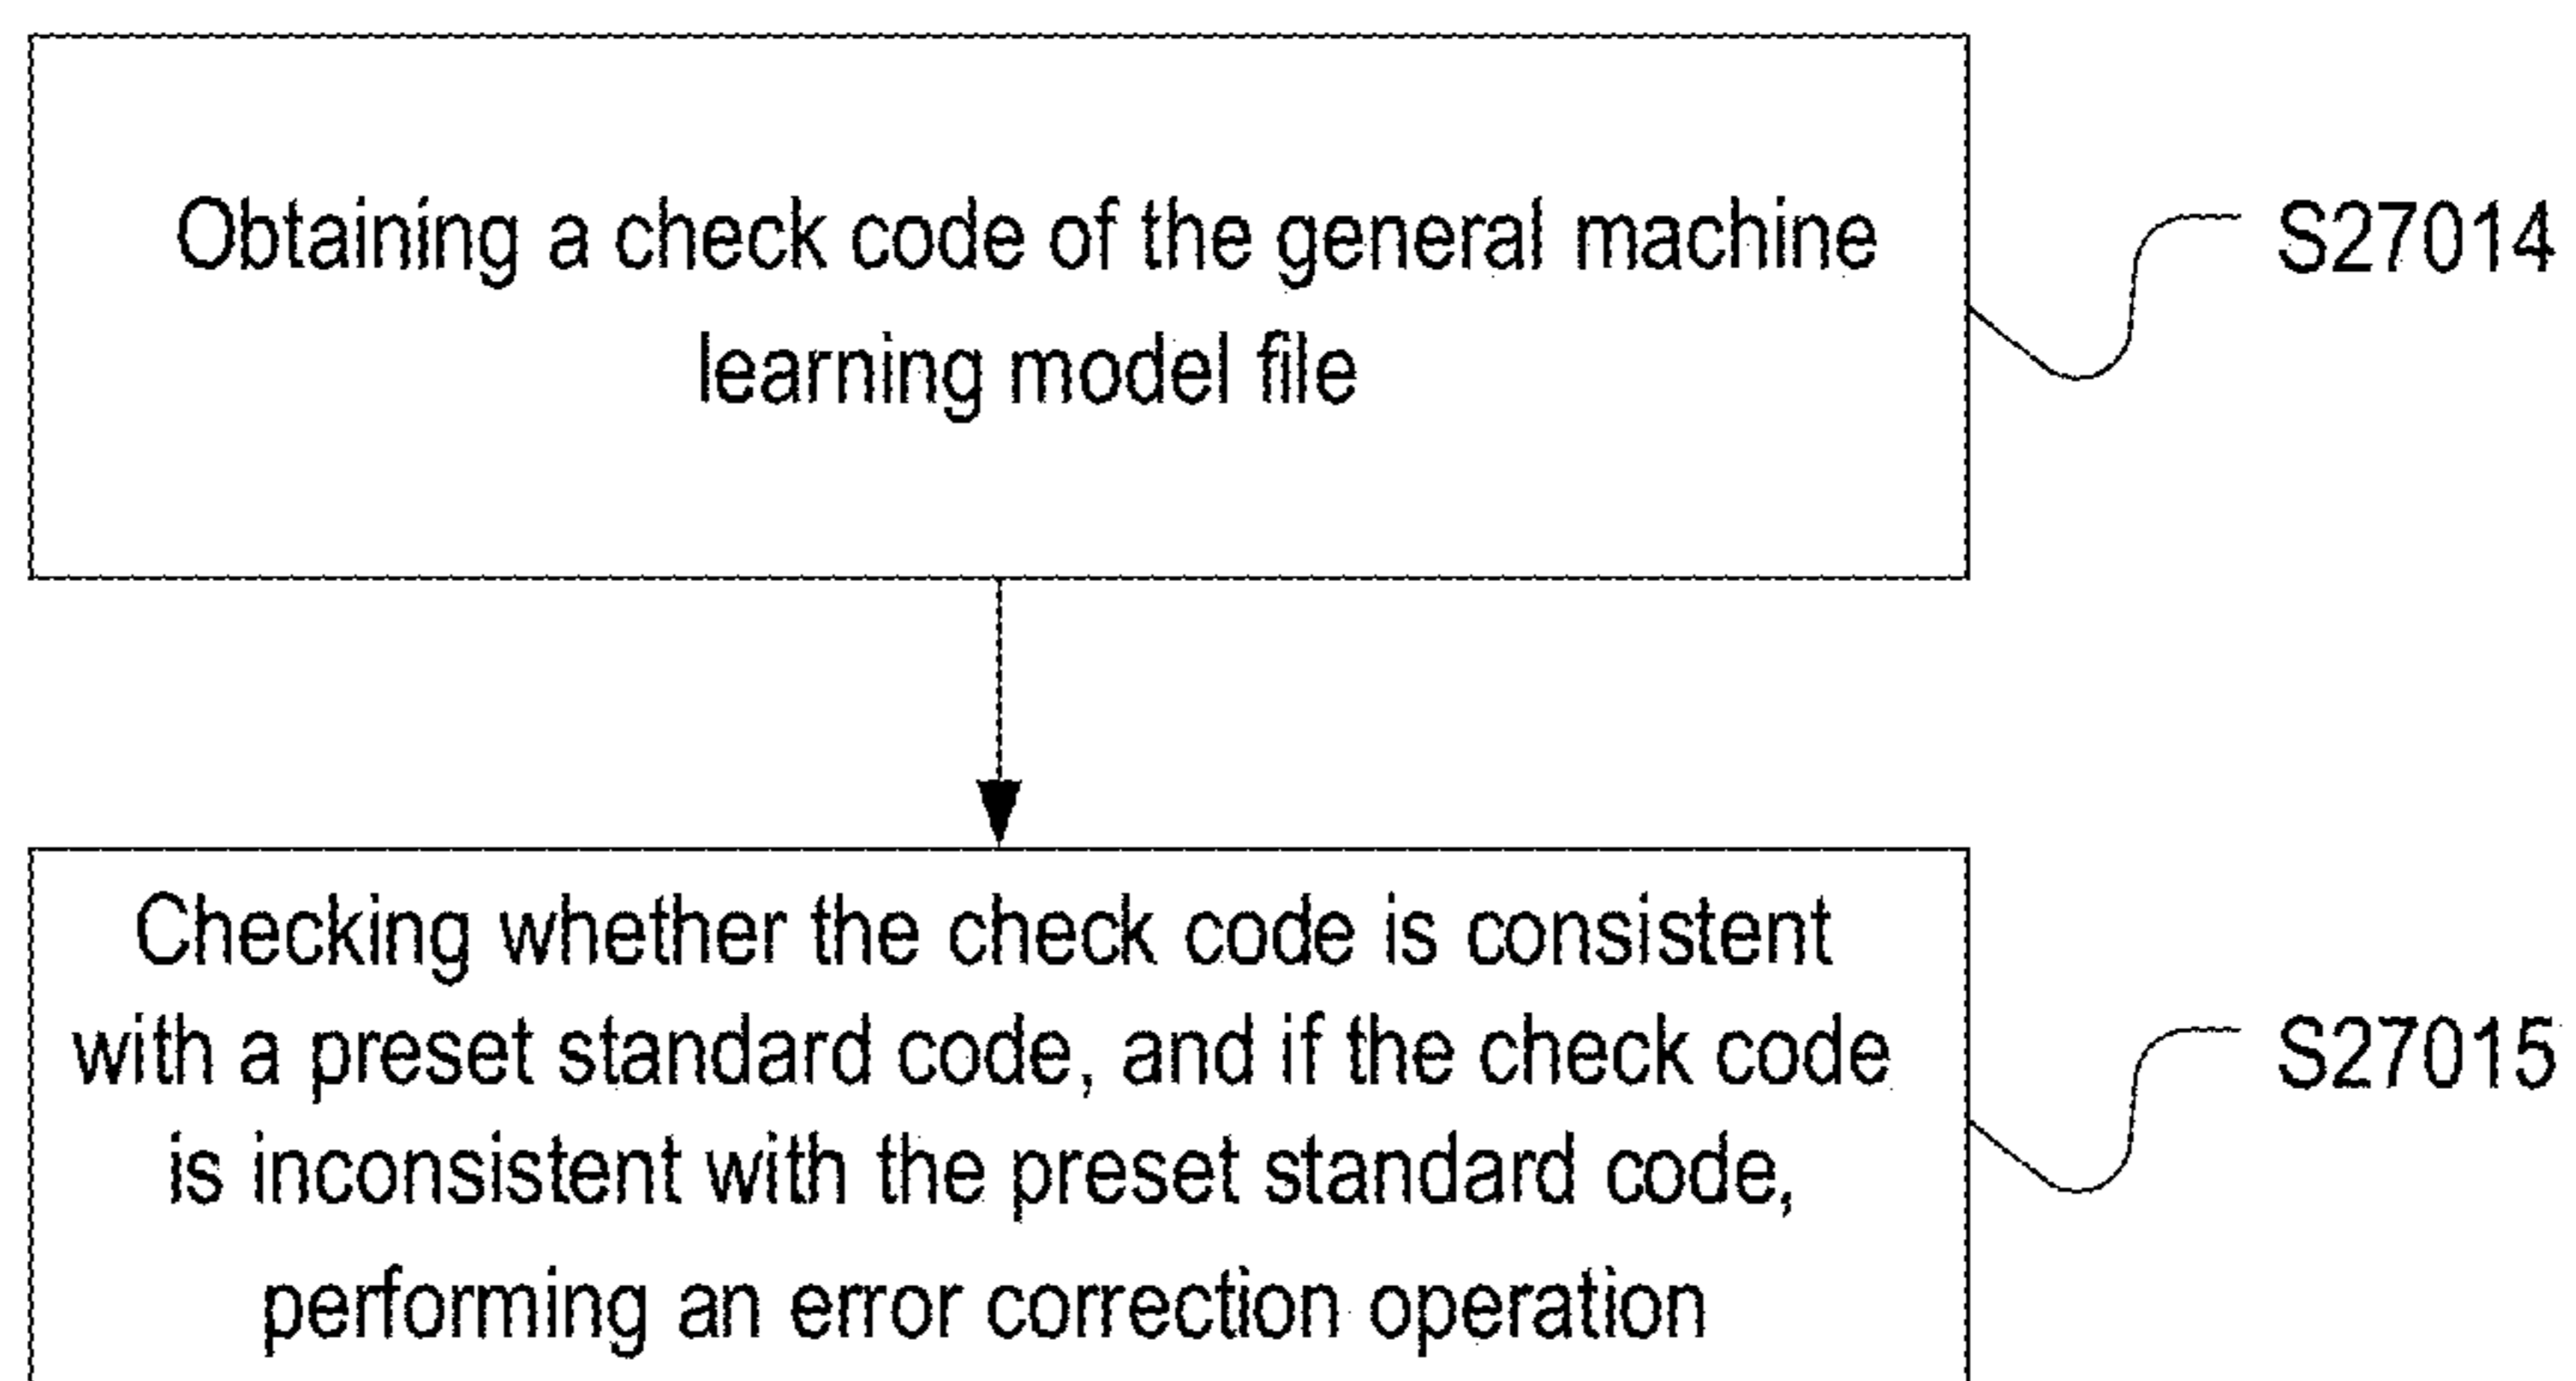 Obtaining a check code of the general machine
learning model file
S27014
Checking whether the check code is consistent
with a preset standard code, and if the check code
is inconsistent with the preset standard code,
performing an error correction operation
S27015